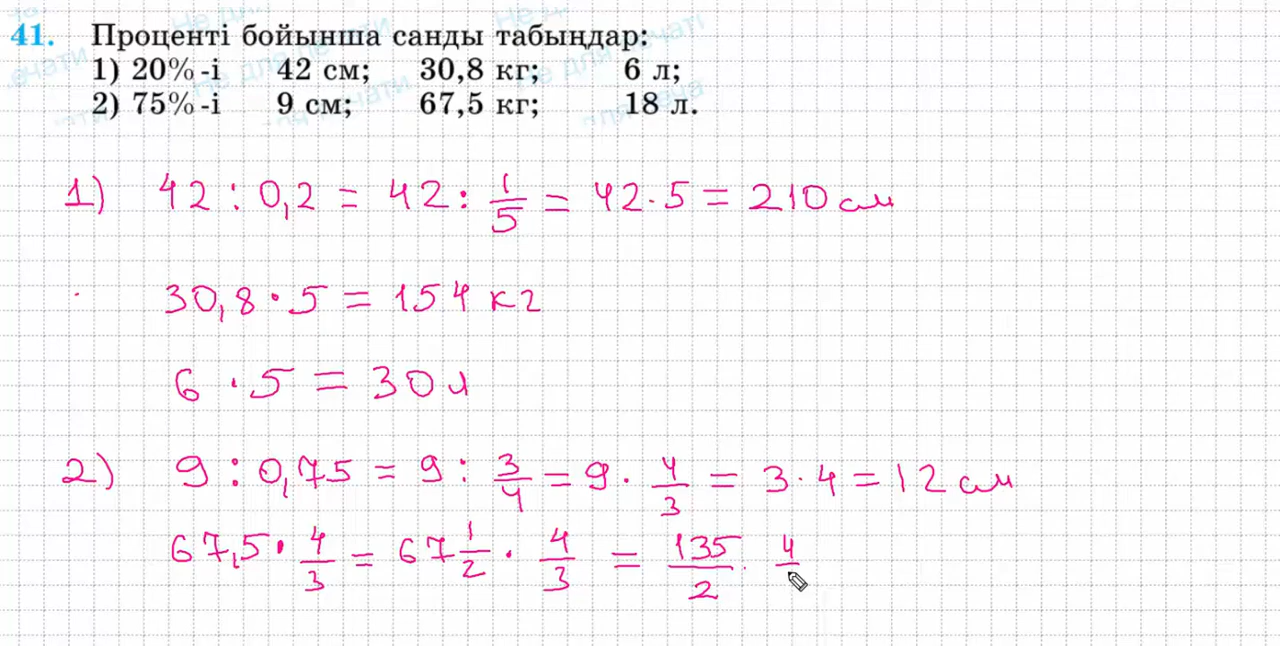 41. Проценті бойынша санды табыңдар:
1) 20%-і 42 см; 30,8 кг; 6 л;
2) 75%-і 9 см; 67,5 кг; 18 л.
1) 42 : 0,2 = 42 : 1/5 = 42 · 5 = 210 см
30,8 · 5 = 154 кг
6 · 5 = 30 л
2) 9 : 0,75 = 9 : 3/4 = 9 · 4/3 = 3 · 4 = 12 см
67,5 · 4/3 = 67 1/2 · 4/3 = 135/2 · 4/